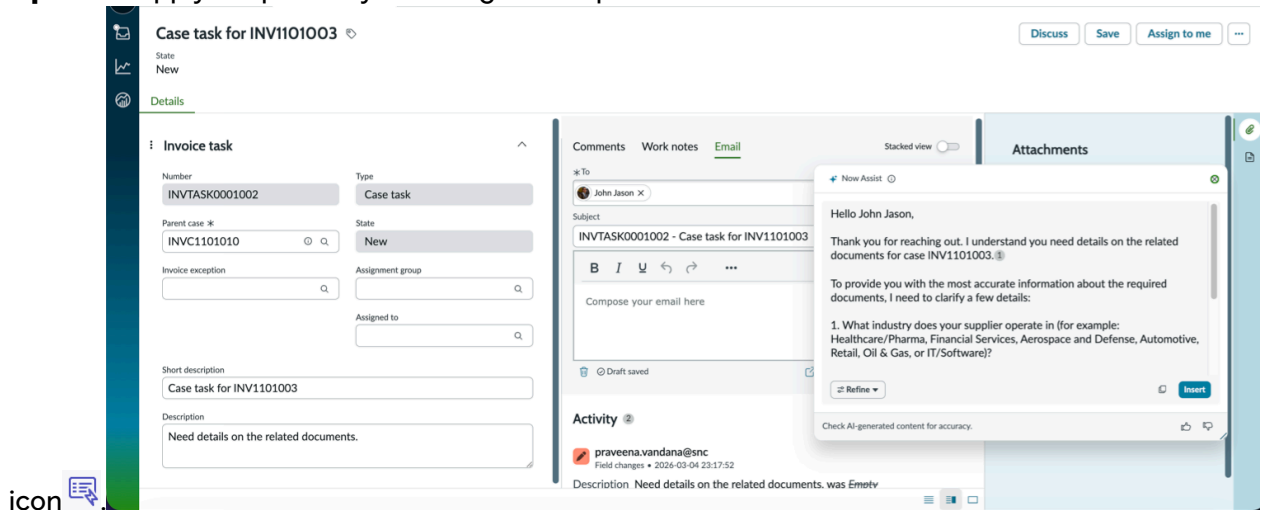 Case task for INV1101003
Discuss
Save
Assign to me
State
New
Details
Invoice task
Number
INVTASK0001002
Type
Case task
Parent case *
INVC1101010
State
New
Invoice exception
Assignment group
Assigned to
Short description
Case task for INV1101003
Description
Need details on the related documents.
Comments Work notes Email
Stacked view
* To
John Jason ×
Subject
INVTASK0001002 - Case task for INV1101003
B I U
Compose your email here
Draft saved
Activity 2
praveena.vandana@snc
Field changes • 2026-03-04 23:17:52
Description Need details on the related documents. was Empty
Attachments
Now Assist
Hello John Jason,
Thank you for reaching out. I understand you need details on the related
documents for case INV1101003. 1
To provide you with the most accurate information about the required
documents, I need to clarify a few details:
1. What industry does your supplier operate in (for example:
Healthcare/Pharma, Financial Services, Aerospace and Defense, Automotive,
Retail, Oil & Gas, or IT/Software)?
Refine
Insert
Check AI-generated content for accuracy.
icon .